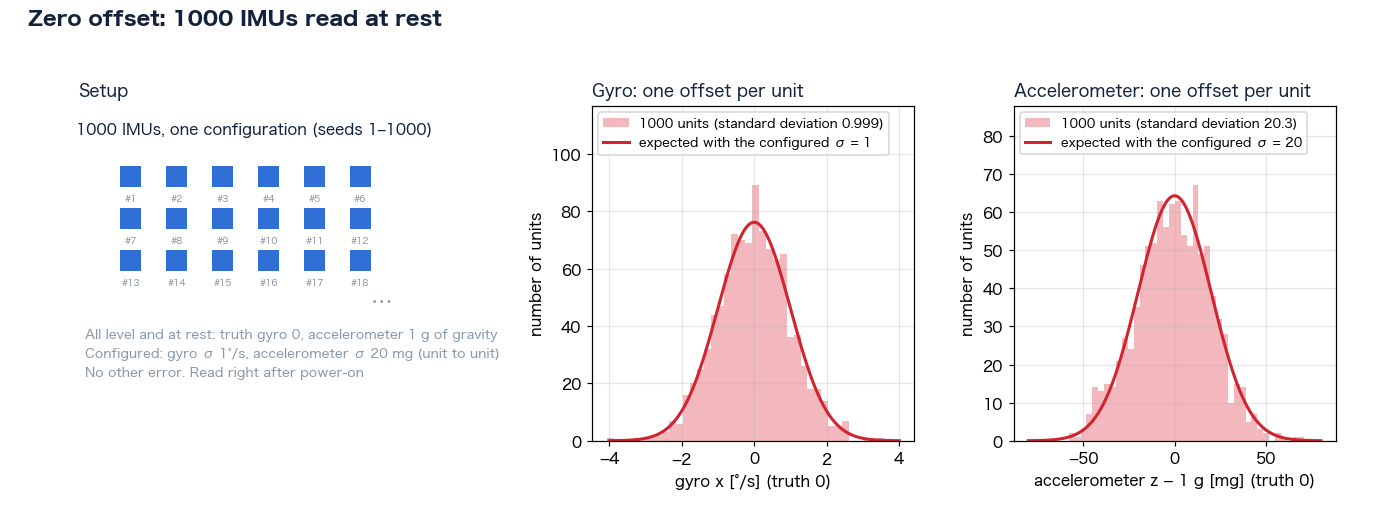 Zero offset: 1000 IMUs read at rest
Setup
1000 IMUs, one configuration (seeds 1–1000)
#1 #2 #3 #4 #5 #6
#7 #8 #9 #10 #11 #12
#13 #14 #15 #16 #17 #18
...
All level and at rest: truth gyro 0, accelerometer 1 g of gravity
Configured: gyro σ 1°/s, accelerometer σ 20 mg (unit to unit)
No other error. Read right after power-on
Gyro: one offset per unit
1000 units (standard deviation 0.999)
expected with the configured σ = 1
number of units
100
80
60
40
20
0
−4 −2 0 2 4
gyro x [°/s] (truth 0)
Accelerometer: one offset per unit
1000 units (standard deviation 20.3)
expected with the configured σ = 20
number of units
80
70
60
50
40
30
20
10
0
−50 0 50
accelerometer z − 1 g [mg] (truth 0)